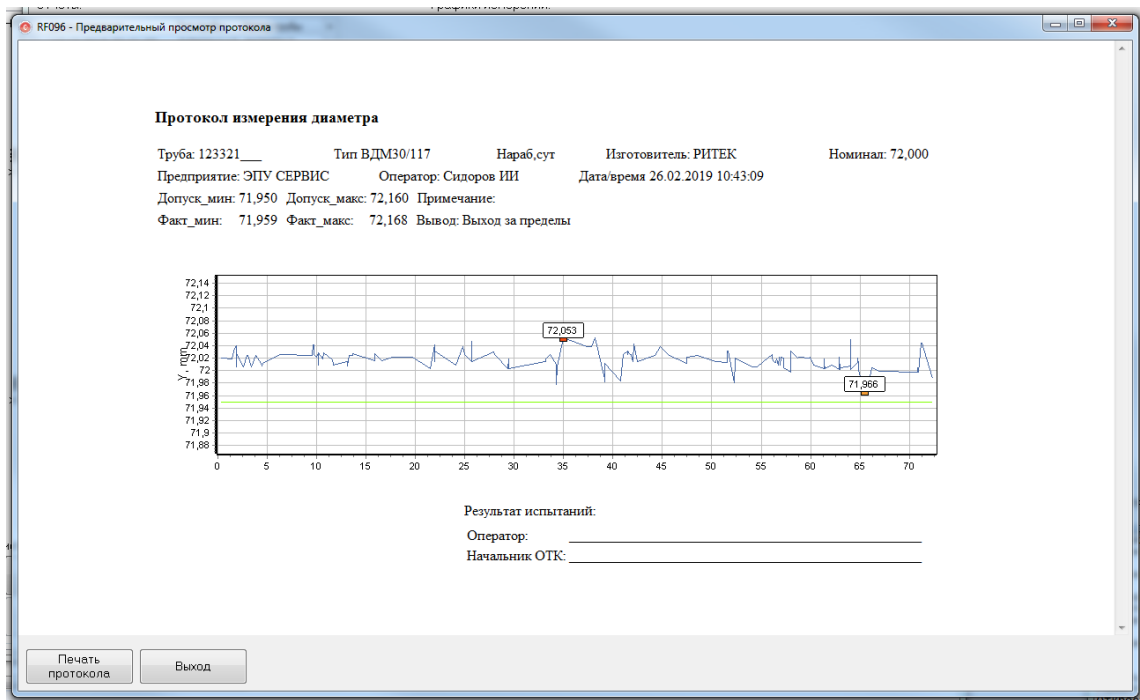 RF096 - Предварительный просмотр протокола
Протокол измерения диаметра
Труба: 123321___ Тип ВДМ30/117 Нараб,сут Изготовитель: РИТЕК Номинал: 72,000
Предприятие: ЭПУ СЕРВИС Оператор: Сидоров ИИ Дата/время 26.02.2019 10:43:09
Допуск_мин: 71,950 Допуск_макс: 72,160 Примечание:
Факт_мин: 71,959 Факт_макс: 72,168 Вывод: Выход за пределы
72,14
72,12
72,1
72,08
72,06
72,04
72,02
72
71,98
71,96
71,94
71,92
71,9
71,88
Y, mm
72,053
71,966
0 5 10 15 20 25 30 35 40 45 50 55 60 65 70
Результат испытаний:
Оператор:
Начальник ОТК:
Печать
протокола
Выход